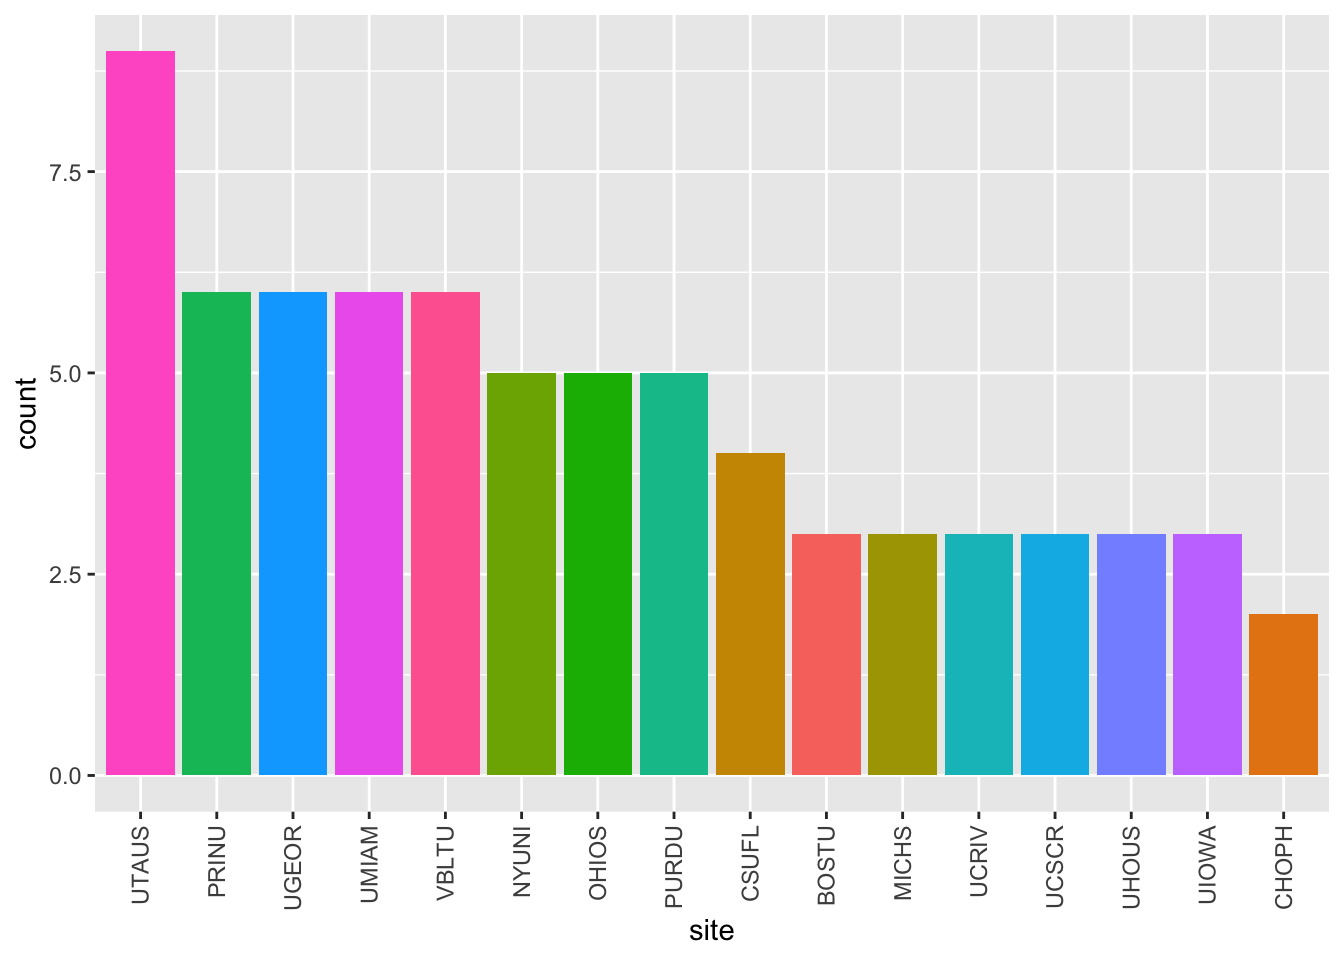 count
7.5
5.0
2.5
0.0
UTAUS
PRINU
UGEOR
UMIAM
VBLTU
NYUNI
OHIOS
PURDU
CSUFL
BOSTU
MICHS
UCRIV
UCSCR
UHOUS
UIOWA
CHOPH
site